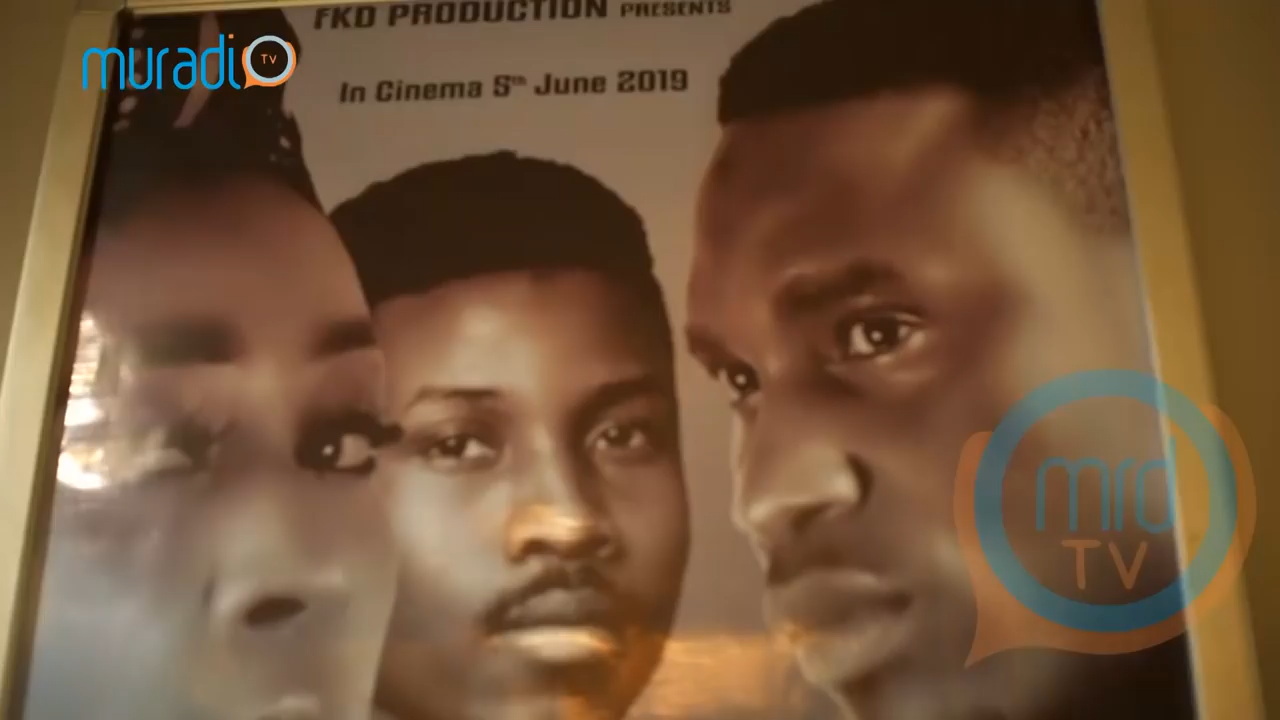 FKD PRODUCTION PRESENTS
muradio TV
In Cinema 5th June 2019
mrd
TV